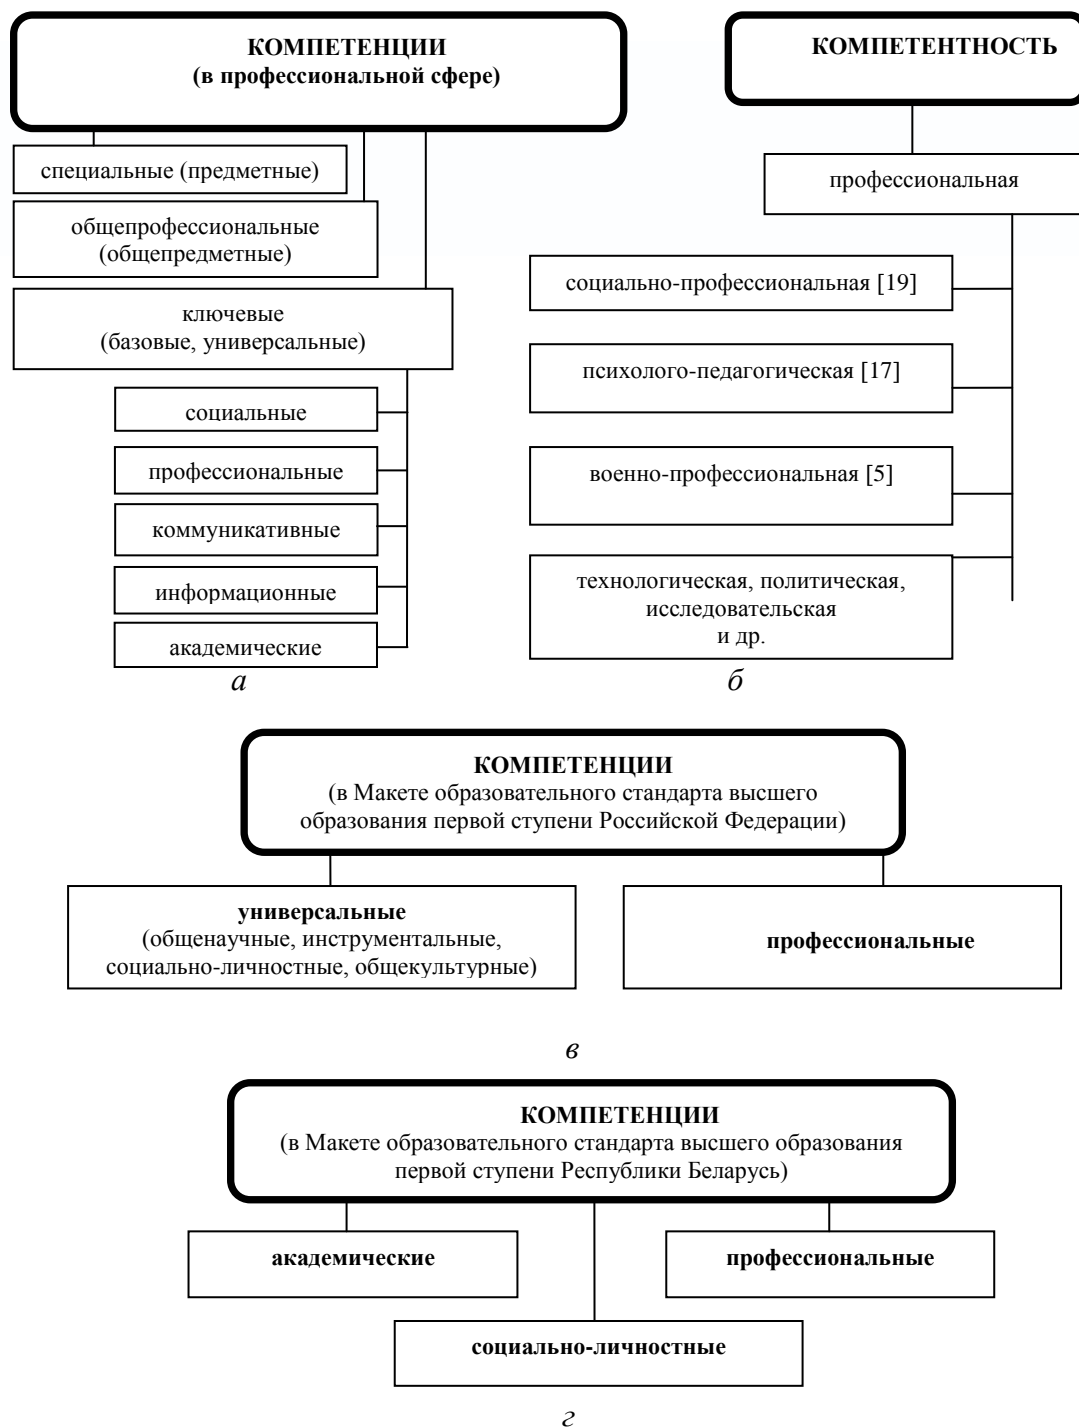 КОМПЕТЕНЦИИ
(в профессиональной сфере)
специальные (предметные)
общепрофессиональные
(общепредметные)
ключевые
(базовые, универсальные)
социальные
профессиональные
коммуникативные
информационные
академические
а
КОМПЕТЕНТНОСТЬ
профессиональная
социально-профессиональная [19]
психолого-педагогическая [17]
военно-профессиональная [5]
технологическая, политическая,
исследовательская
и др.
б
КОМПЕТЕНЦИИ
(в Макете образовательного стандарта высшего
образования первой ступени Российской Федерации)
универсальные
(общенаучные, инструментальные,
социально-личностные, общекультурные)
профессиональные
в
КОМПЕТЕНЦИИ
(в Макете образовательного стандарта высшего образования
первой ступени Республики Беларусь)
академические
профессиональные
социально-личностные
г